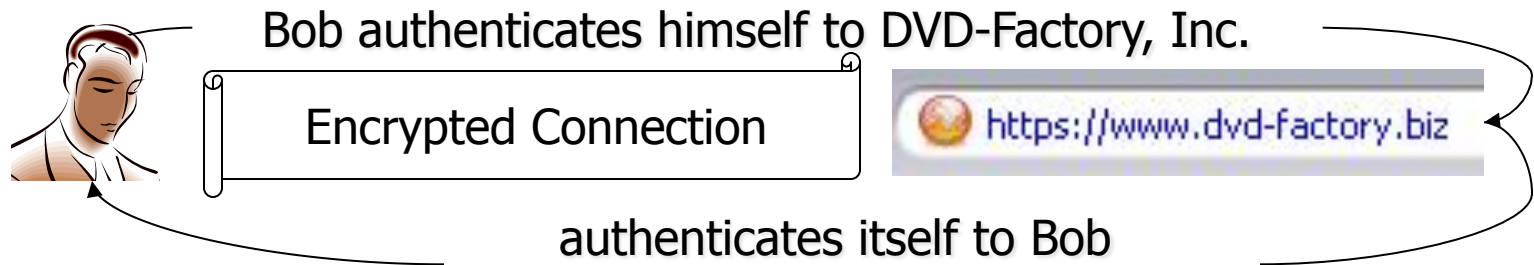 Bob authenticates himself to DVD-Factory, Inc.
Encrypted Connection
https://www.dvd-factory.biz
authenticates itself to Bob